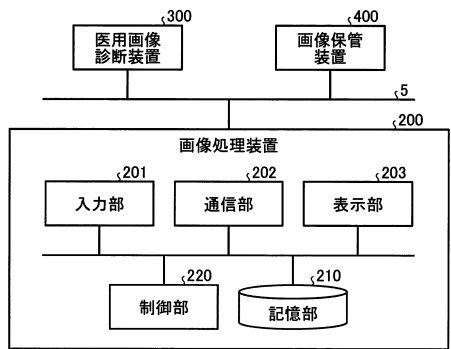 300
医用画像
診断装置
400
画像保管
装置
5
200
画像処理装置
201
入力部
202
通信部
203
表示部
220
制御部
210
記憶部